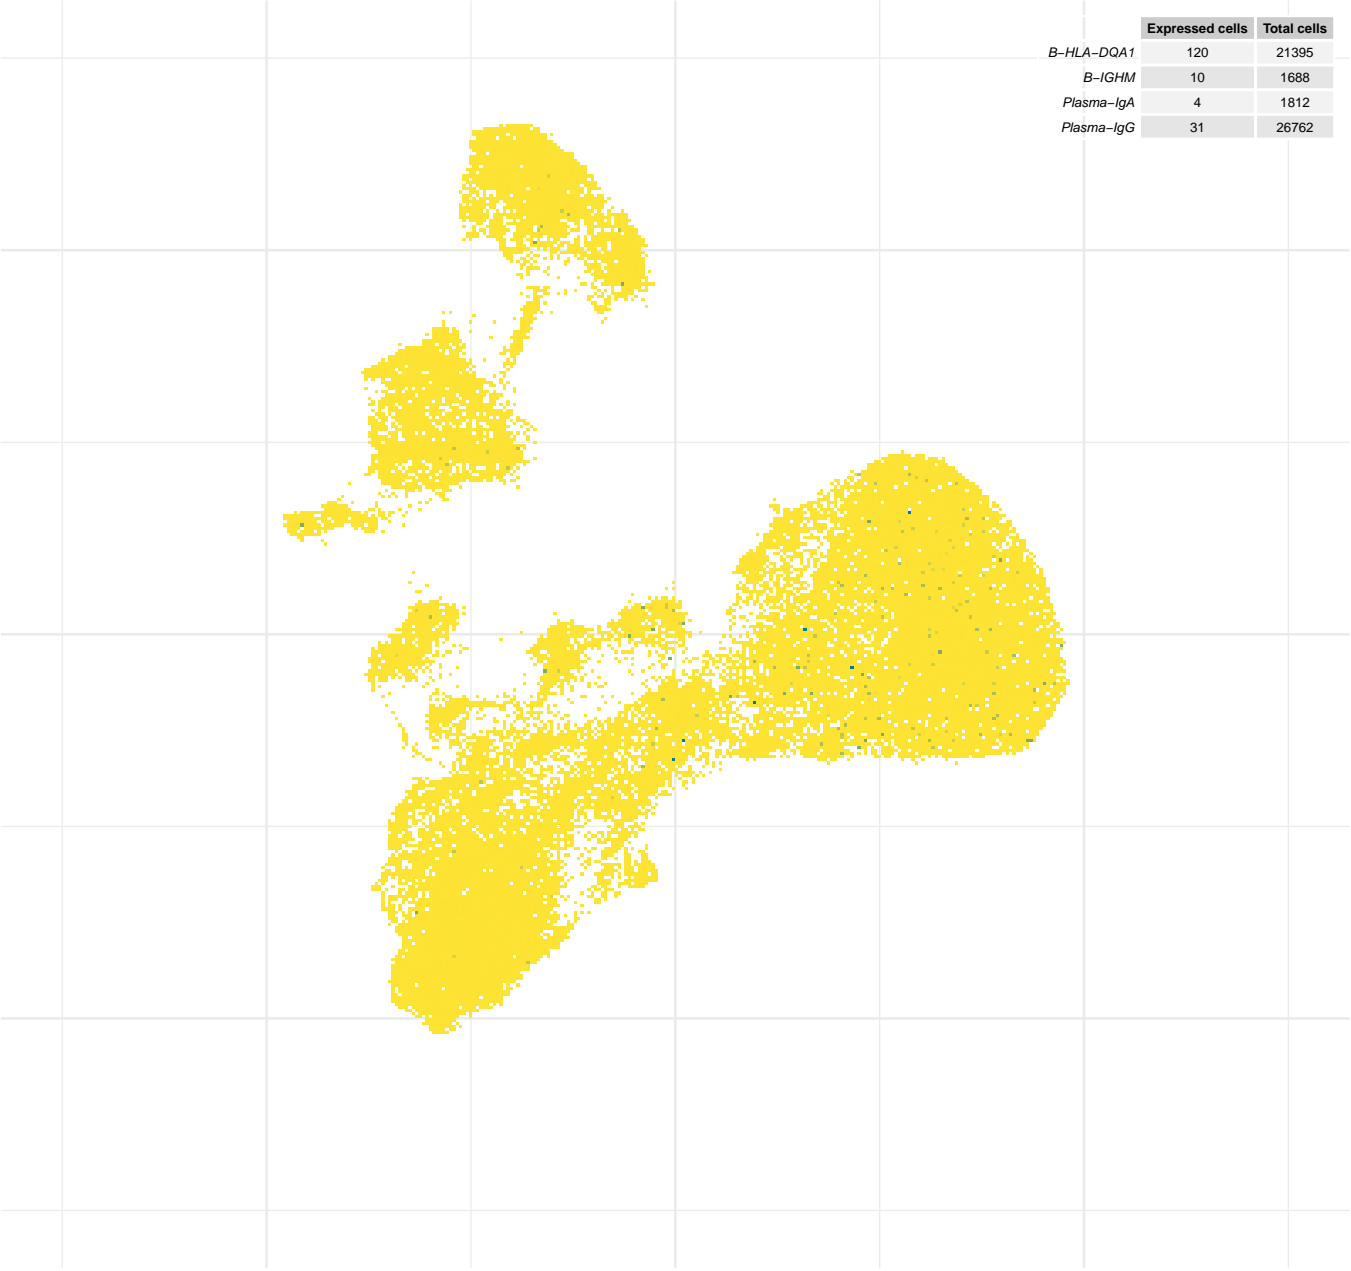 Expressed cells Total cells
B−HLA−DQA1 120 21395
B−IGHM 10 1688
Plasma−IgA 4 1812
Plasma−IgG 31 26762